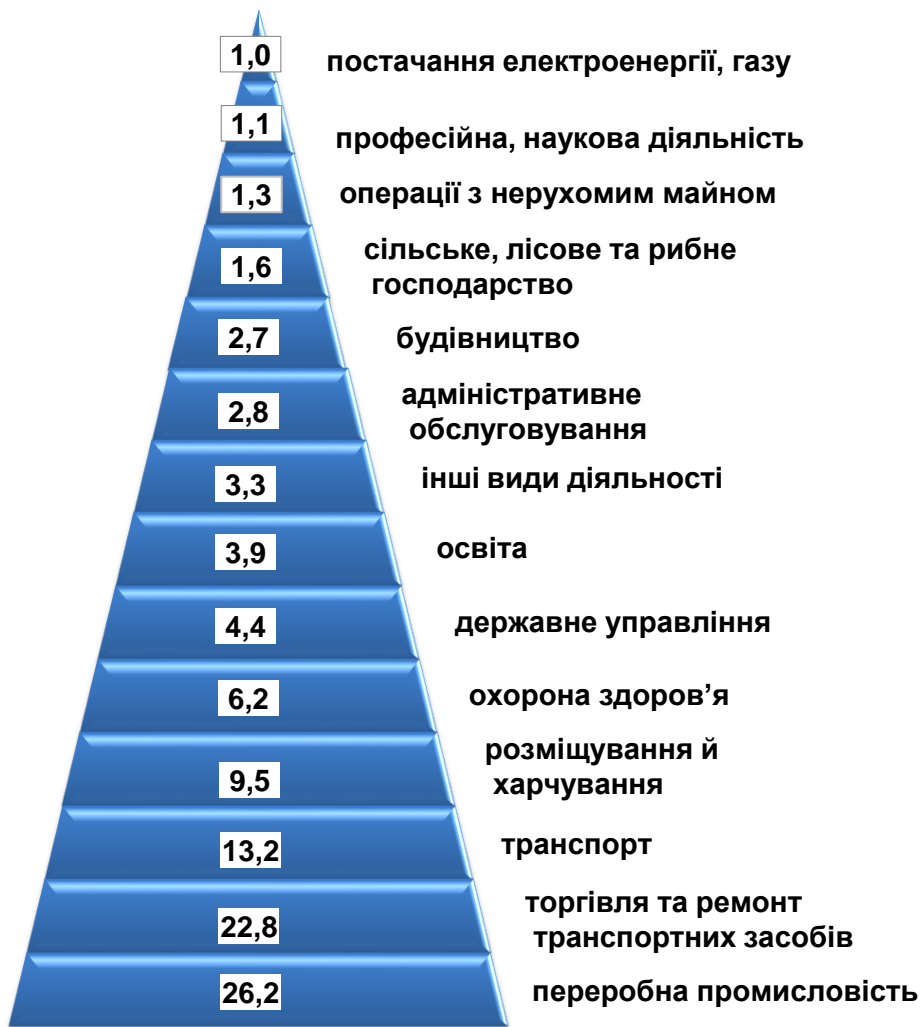 1,0
постачання електроенергії, газу
1,1
професійна, наукова діяльність
1,3
операції з нерухомим майном
1,6
сільське, лісове та рибне
господарство
2,7
будівництво
2,8
адміністративне
обслуговування
3,3
інші види діяльності
3,9
освіта
4,4
державне управління
6,2
охорона здоров’я
9,5
розміщування й
харчування
13,2
транспорт
22,8
торгівля та ремонт
транспортних засобів
26,2
переробна промисловість